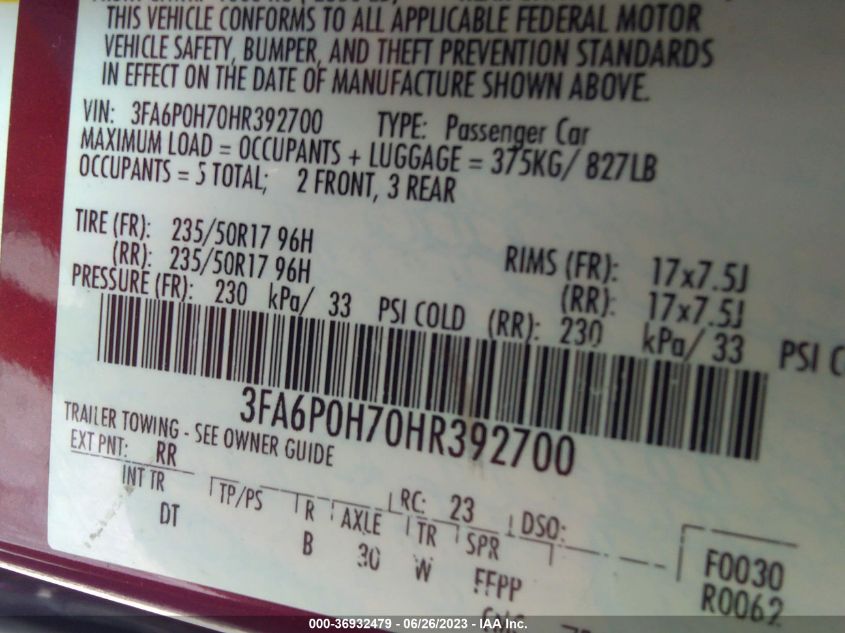 THIS VEHICLE CONFORMS TO ALL APPLICABLE FEDERAL MOTOR
VEHICLE SAFETY, BUMPER, AND THEFT PREVENTION STANDARDS
IN EFFECT ON THE DATE OF MANUFACTURE SHOWN ABOVE.
VIN: 3FA6P0H70HR392700 TYPE: Passenger Car
MAXIMUM LOAD = OCCUPANTS + LUGGAGE = 375KG/ 827LB
OCCUPANTS = 5 TOTAL; 2 FRONT, 3 REAR
TIRE (FR): 235/50R17 96H RIMS (FR): 17x7.5J
(RR): 235/50R17 96H (RR): 17x7.5J
PRESSURE (FR): 230 kPa/ 33 PSI COLD (RR): 230 kPa/ 33 PSI C
3FA6P0H70HR392700
TRAILER TOWING - SEE OWNER GUIDE
EXT PNT: RR RC: 23 DSO:
INT TR TP/PS R AXLE TR SPR F0030
DT B 30 W FFPP R0062
000-36932479 - 06/26/2023 - IAA Inc.